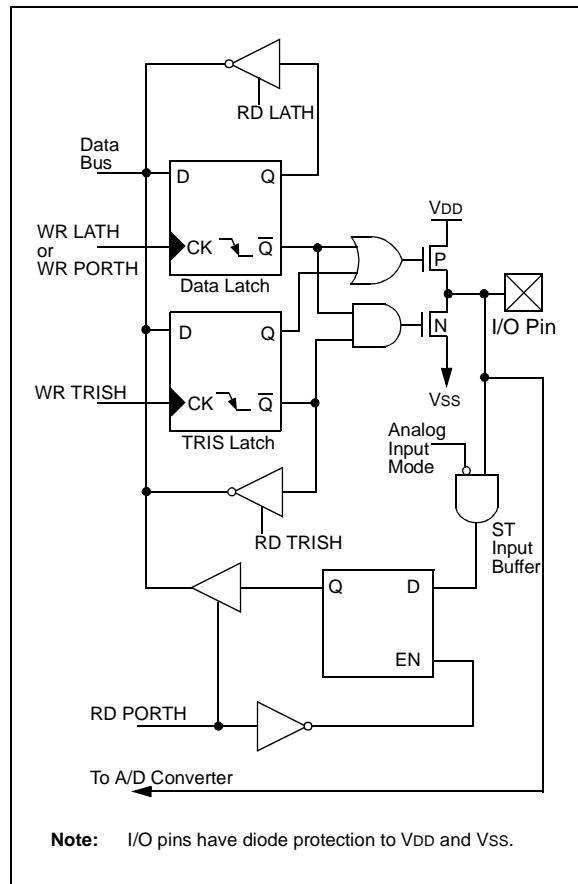 RD LATH
Data
Bus
D Q
WR LATH
or
WR PORTH
CK Q
Data Latch
VDD
P
I/O Pin
N
VSS
D Q
WR TRISH
CK Q
TRIS Latch
Analog
Input
Mode
ST
Input
Buffer
RD TRISH
Q D
EN
RD PORTH
To A/D Converter
Note: I/O pins have diode protection to VDD and VSS.